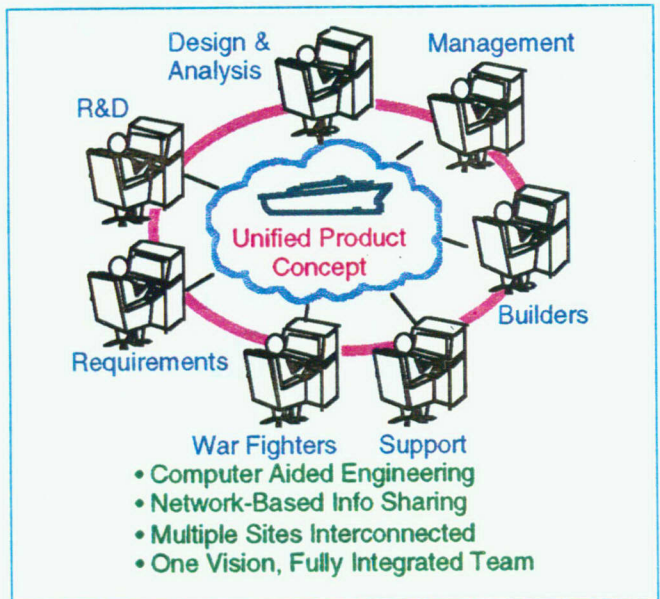 Design &
Analysis
Management
R&D
Unified Product
Concept
Builders
Requirements
War Fighters
Support
• Computer Aided Engineering
• Network-Based Info Sharing
• Multiple Sites Interconnected
• One Vision, Fully Integrated Team